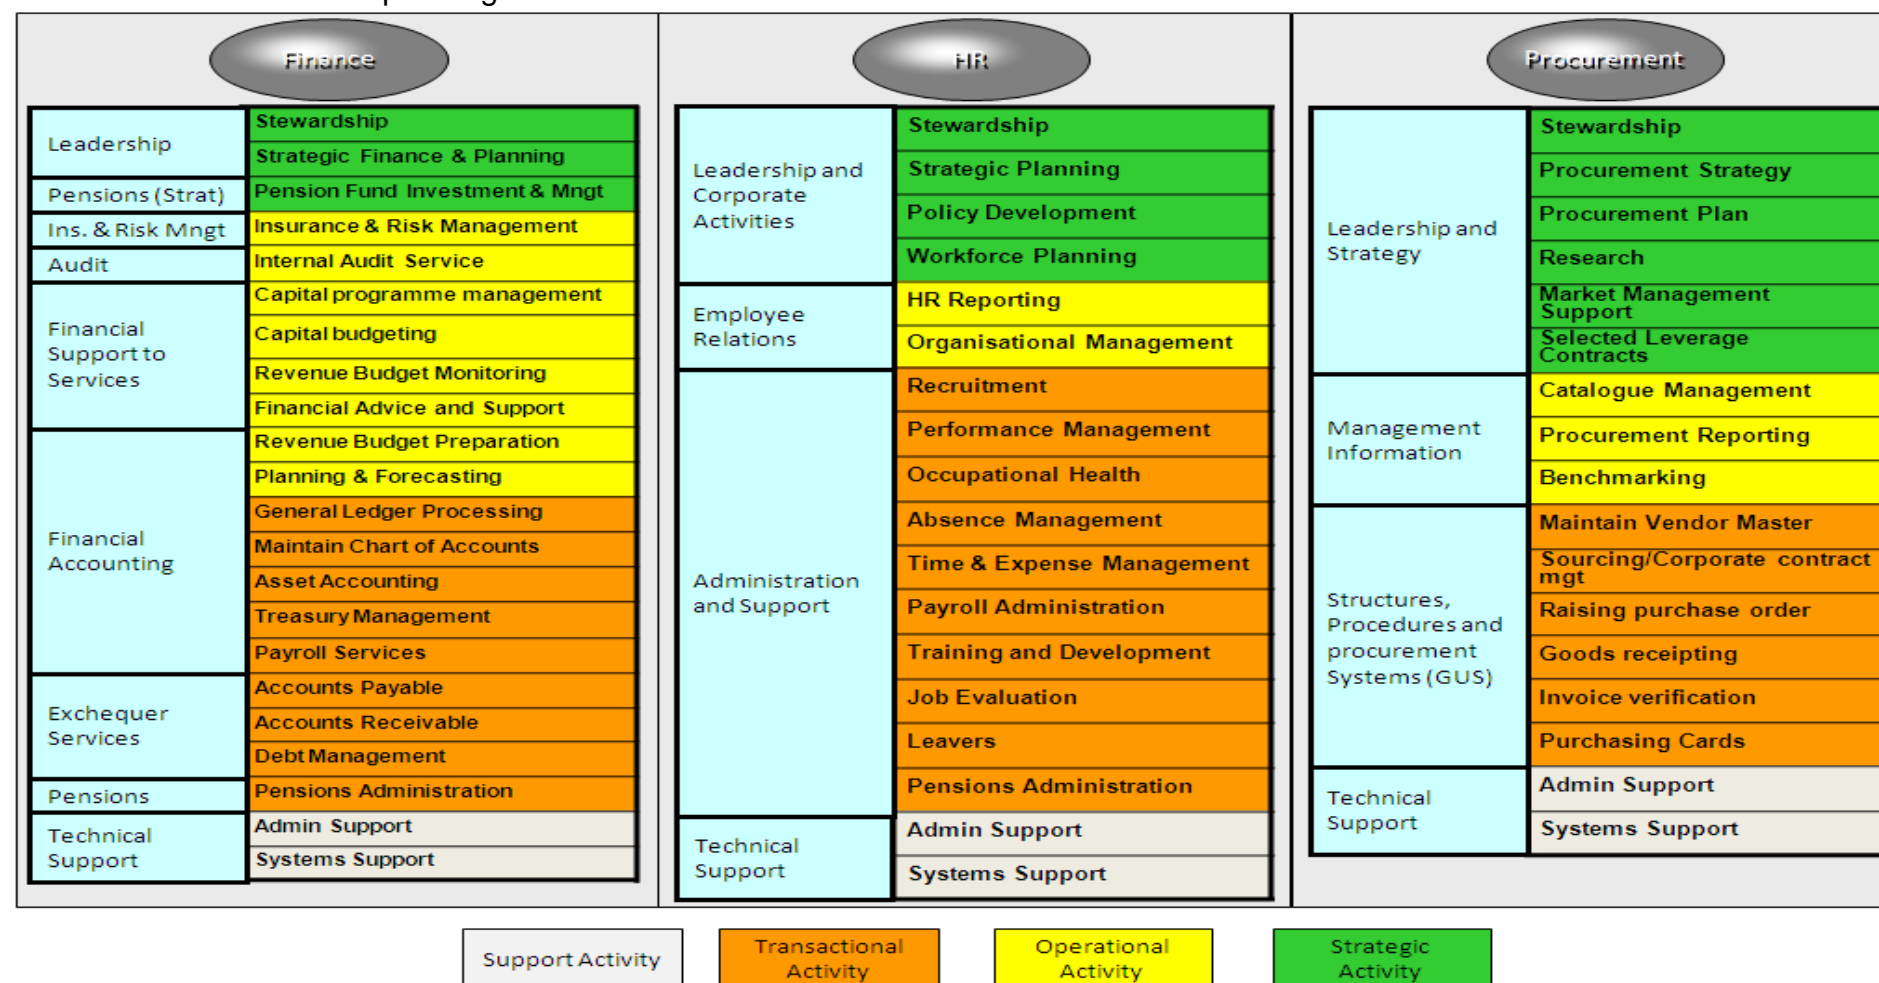 Finance
Leadership
Stewardship
Strategic Finance & Planning
Pensions (Strat)
Pension Fund Investment & Mngt
Ins. & Risk Mngt
Insurance & Risk Management
Audit
Internal Audit Service
Financial
Support to
Services
Capital programme management
Capital budgeting
Revenue Budget Monitoring
Financial Advice and Support
Financial
Accounting
Revenue Budget Preparation
Planning & Forecasting
General Ledger Processing
Maintain Chart of Accounts
Asset Accounting
Treasury Management
Payroll Services
Exchequer
Services
Accounts Payable
Accounts Receivable
Debt Management
Pensions
Pensions Administration
Technical
Support
Admin Support
Systems Support
HR
Leadership and
Corporate
Activities
Stewardship
Strategic Planning
Policy Development
Workforce Planning
Employee
Relations
HR Reporting
Organisational Management
Administration
and Support
Recruitment
Performance Management
Occupational Health
Absence Management
Time & Expense Management
Payroll Administration
Training and Development
Job Evaluation
Leavers
Pensions Administration
Technical
Support
Admin Support
Systems Support
Procurement
Leadership and
Strategy
Stewardship
Procurement Strategy
Procurement Plan
Research
Market Management
Support
Selected Leverage
Contracts
Management
Information
Catalogue Management
Procurement Reporting
Benchmarking
Structures,
Procedures and
procurement
Systems (GUS)
Maintain Vendor Master
Sourcing/Corporate contract
mgt
Raising purchase order
Goods receipting
Invoice verification
Purchasing Cards
Technical
Support
Admin Support
Systems Support
Support Activity
Transactional
Activity
Operational
Activity
Strategic
Activity